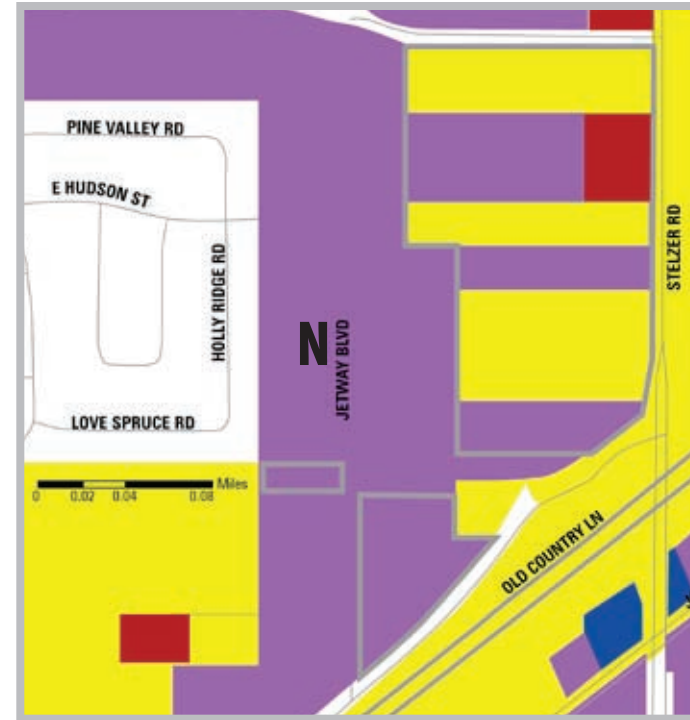 PINE VALLEY RD
E HUDSON ST
HOLLY RIDGE RD
STELZER RD
N
JETWAY BLVD
LOVE SPRUCE RD
Miles
0 0.02 0.04 0.08
OLD COUNTRY LN